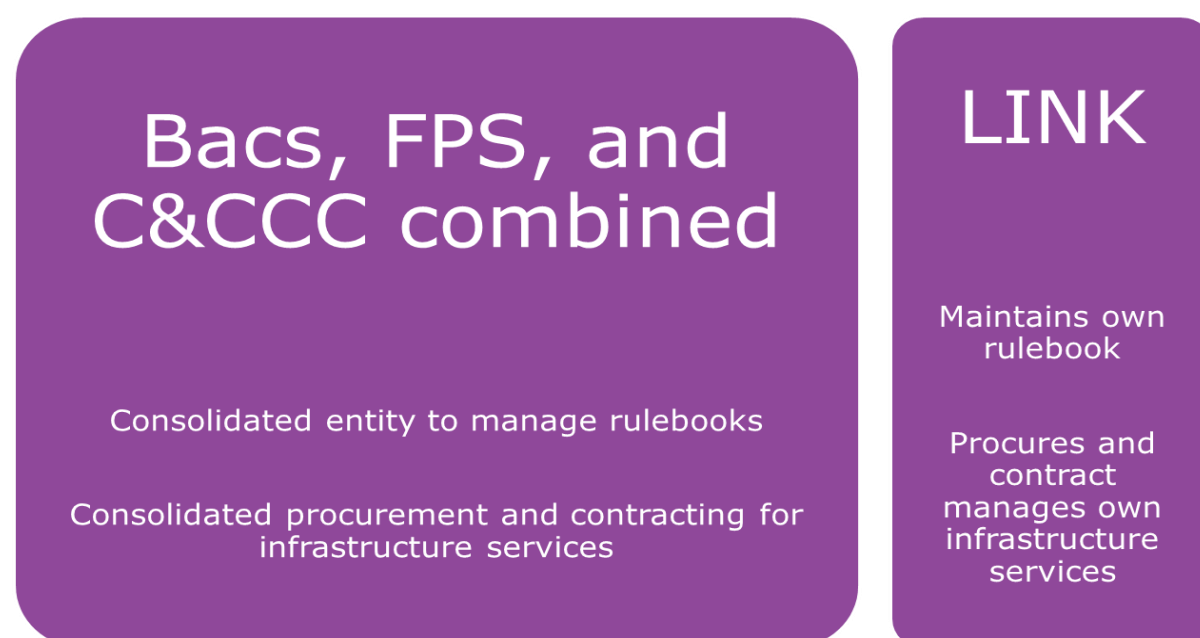 Bacs, FPS, and
C&CCC combined
Consolidated entity to manage rulebooks
Consolidated procurement and contracting for
infrastructure services
LINK
Maintains own
rulebook
Procures and
contract
manages own
infrastructure
services